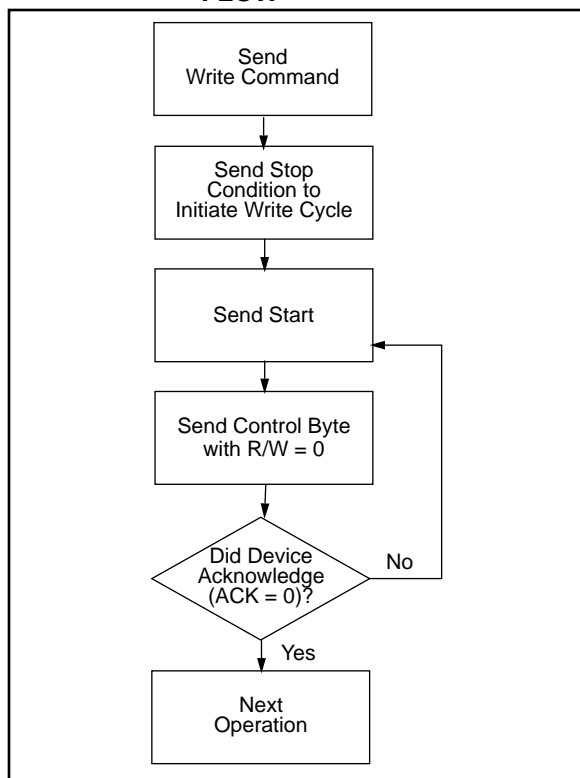 Send
Write Command
Send Stop
Condition to
Initiate Write Cycle
Send Start
Send Control Byte
with R/W = 0
Did Device
Acknowledge
(ACK = 0)?
No
Yes
Next
Operation